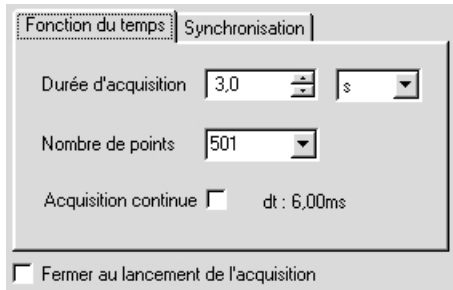 Fonction du temps Synchronisation
Durée d'acquisition 3,0 s
Nombre de points 501
Acquisition continue dt : 6,00ms
Fermer au lancement de l'acquisition